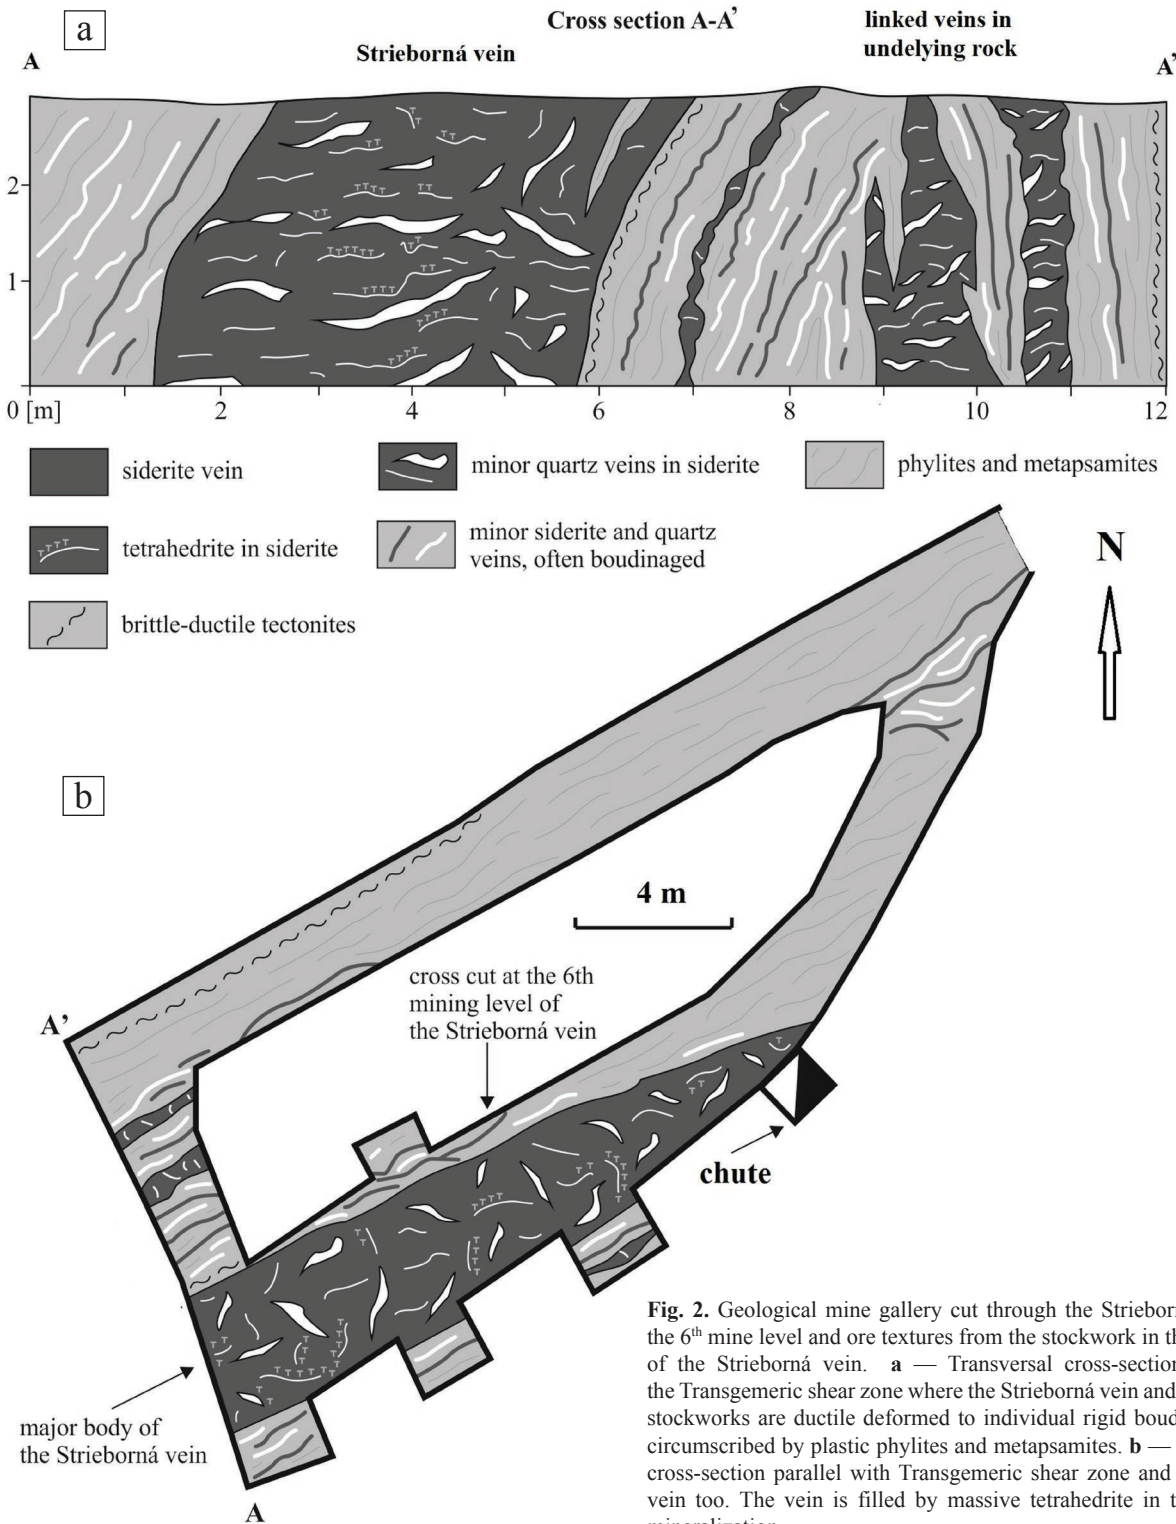 a
Cross section A-A'
linked veins in
undelying rock
Strieborná vein
A
A'
2
1
0 [m]
2
4
6
8
10
12
siderite vein
minor quartz veins in siderite
phylites and metapsamites
tetrahedrite in siderite
minor siderite and quartz
veins, often boudinaged
brittle-ductile tectonites
N
b
4 m
cross cut at the 6th
mining level of
the Strieborná vein
A'
chute
major body of
the Strieborná vein
A
Fig. 2. Geological mine gallery cut through the
the 6th mine level and ore textures from the stockwork in
of the Strieborná vein. a — Transversal cross-section
the Transgemeric shear zone where the Strieborná vein and
stockworks are ductile deformed to individual rigid
circumscribed by plastic phylites and metapsamites. b —
cross-section parallel with Transgemeric shear zone and
vein too. The vein is filled by massive tetrahedrite in